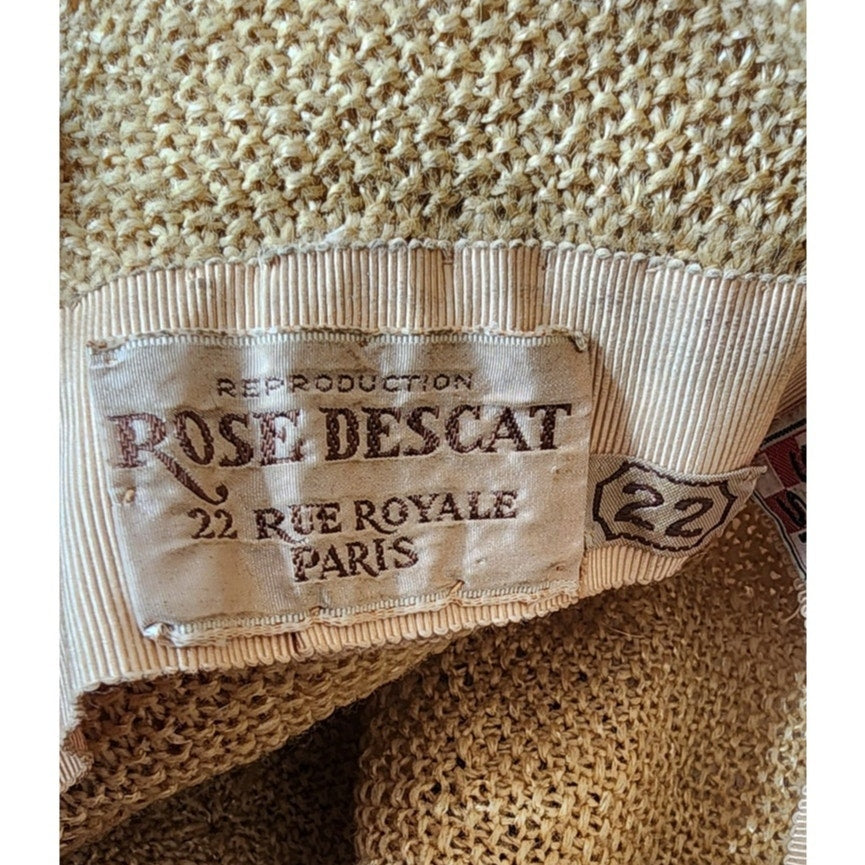 REPRODUCTION
ROSE DESCAT
22 RUE ROYALE
PARIS
22